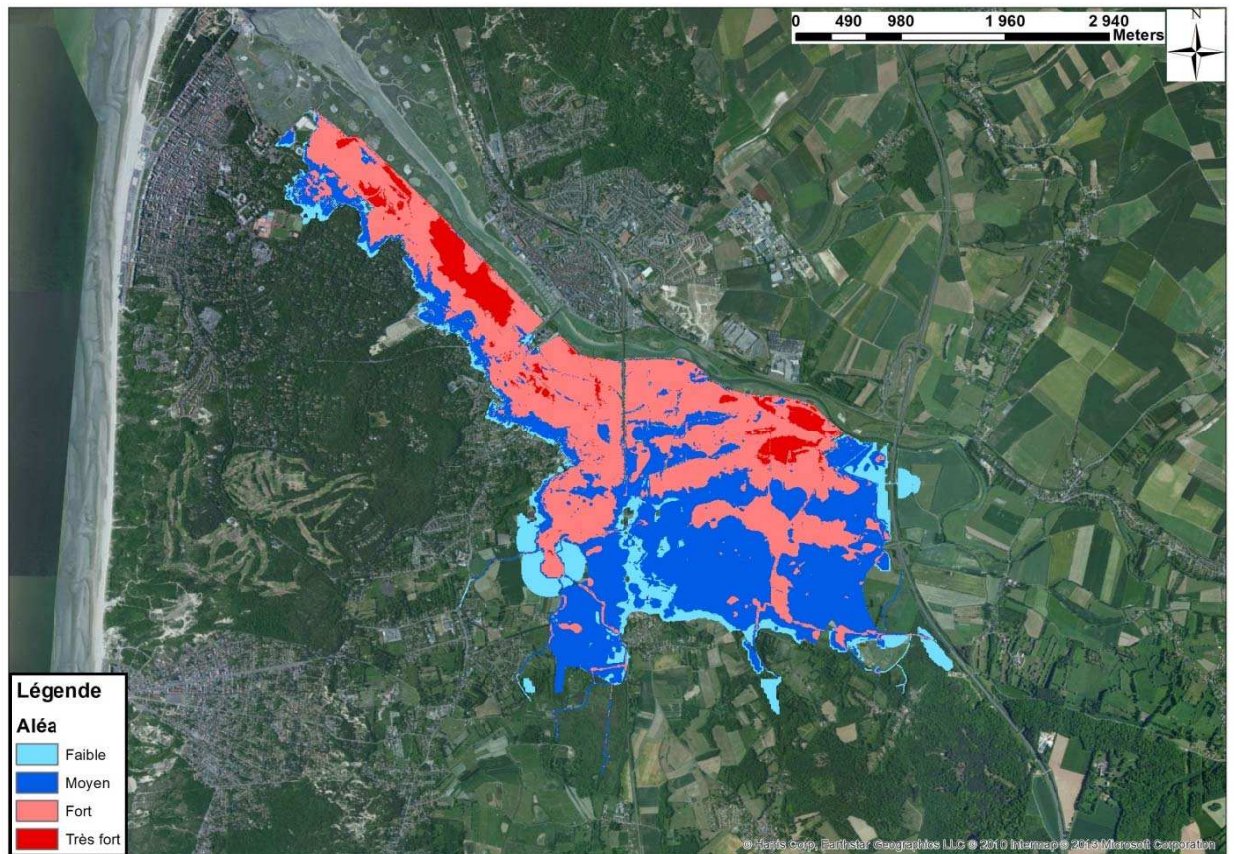 0 490 980 1 960 2 940
Meters
N
Légende
Aléa
Faible
Moyen
Fort
Très fort
© Harris Corp, Earthstar Geographics LLC © 2010 Intermap © 2013 Microsoft Corporation